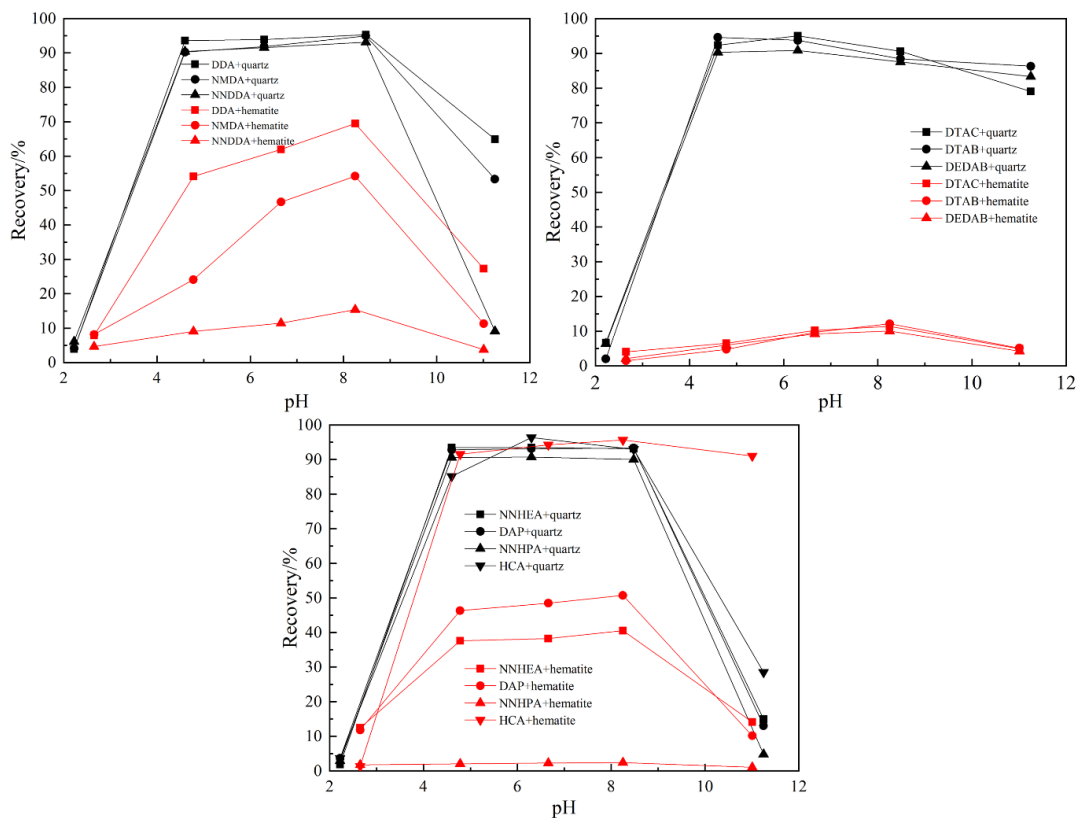 100
90
80
70
60
50
40
30
20
10
0
Recovery/%
DDA+quartz
NMDA+quartz
NNDDA+quartz
DDA+hematite
NMDA+hematite
NNDDA+hematite
2 4 6 8 10 12
pH
100
90
80
70
60
50
40
30
20
10
0
Recovery/%
DTAC+quartz
DTAB+quartz
DEDAB+quartz
DTAC+hematite
DTAB+hematite
DEDAB+hematite
2 4 6 8 10 12
pH
100
90
80
70
60
50
40
30
20
10
0
Recovery/%
NNHEA+quartz
DAP+quartz
NNHPA+quartz
HCA+quartz
NNHEA+hematite
DAP+hematite
NNHPA+hematite
HCA+hematite
2 4 6 8 10 12
pH